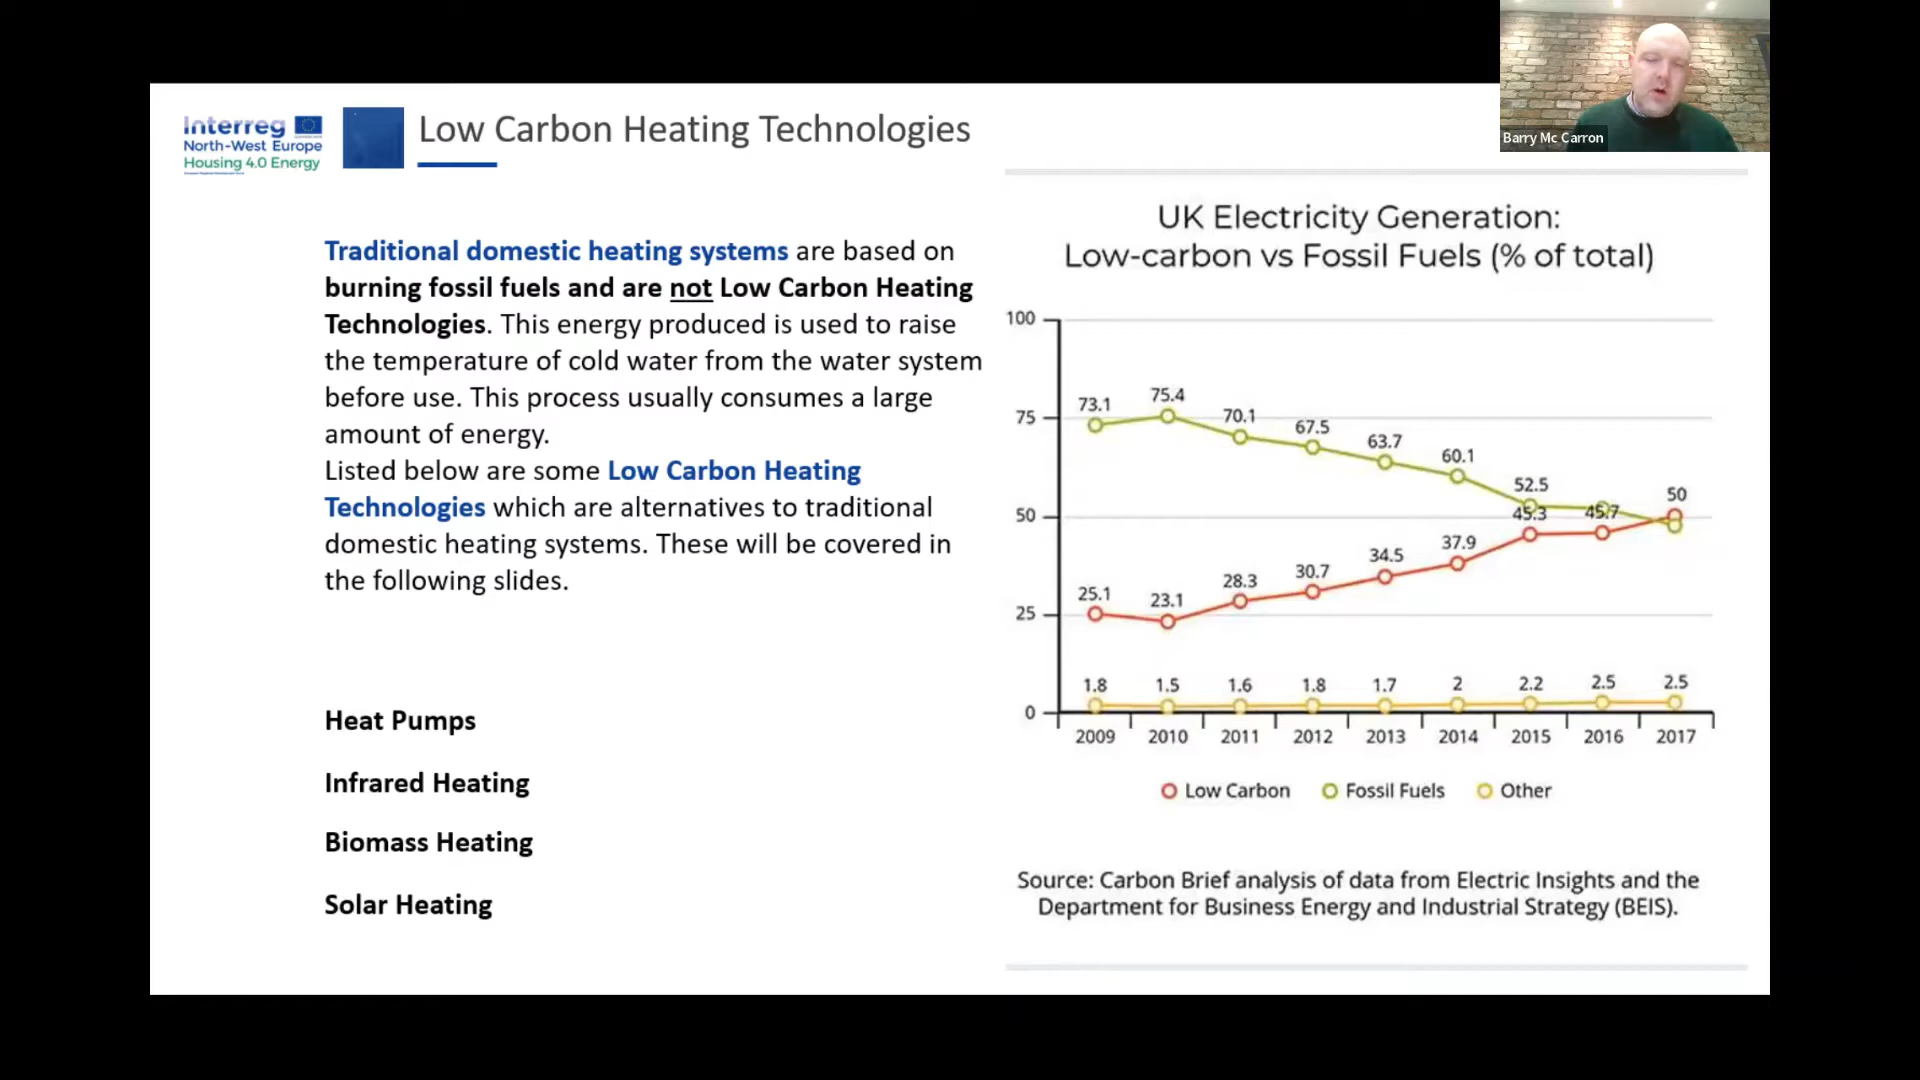 Barry Mc Carron
Interreg
North-West Europe
Housing 4.0 Energy
Low Carbon Heating Technologies
Traditional domestic heating systems are based on
burning fossil fuels and are not Low Carbon Heating
Technologies. This energy produced is used to raise
the temperature of cold water from the water system
before use. This process usually consumes a large
amount of energy.
Listed below are some Low Carbon Heating
Technologies which are alternatives to traditional
domestic heating systems. These will be covered in
the following slides.
Heat Pumps
Infrared Heating
Biomass Heating
Solar Heating
UK Electricity Generation:
Low-carbon vs Fossil Fuels (% of total)
100
75
50
25
0
73.1 75.4 70.1 67.5 63.7 60.1 52.5
25.1 23.1 28.3 30.7 34.5 37.9 45.3 45.7 50
1.8 1.5 1.6 1.8 1.7 2 2.2 2.5 2.5
2009 2010 2011 2012 2013 2014 2015 2016 2017
Low Carbon Fossil Fuels Other
Source: Carbon Brief analysis of data from Electric Insights and the
Department for Business Energy and Industrial Strategy (BEIS).